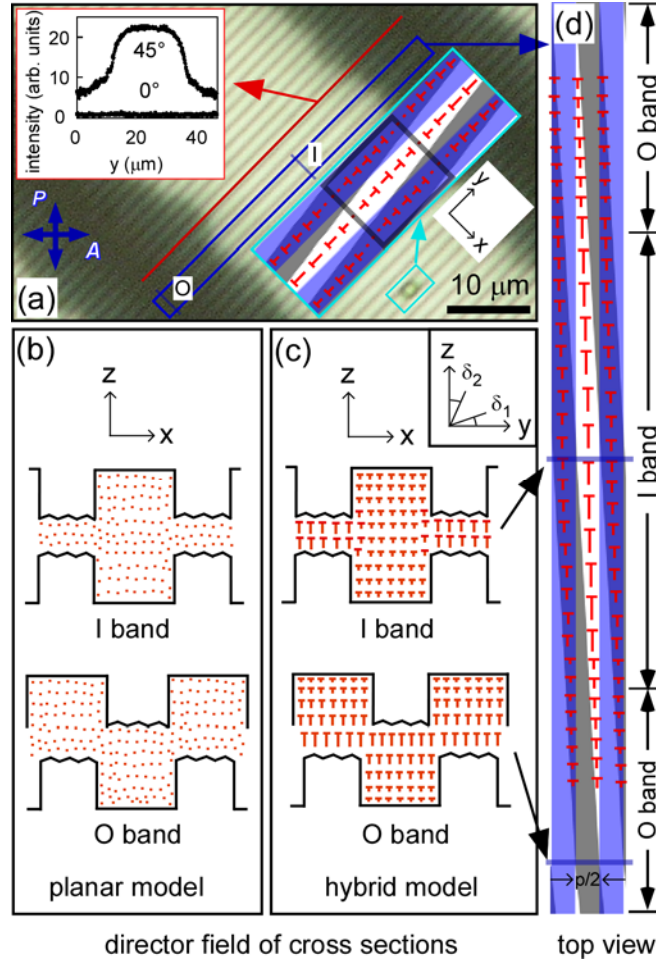 (a)
intensity (arb. units)
20
10
0
45°
0°
0
20
40
y (μm)
P
A
I
O
y
x
10 μm
(b)
z
x
I band
O band
planar model
(c)
z
x
z
δ2
δ1
y
I band
O band
hybrid model
(d)
O band
I band
O band
p/2
director field of cross sections
top view